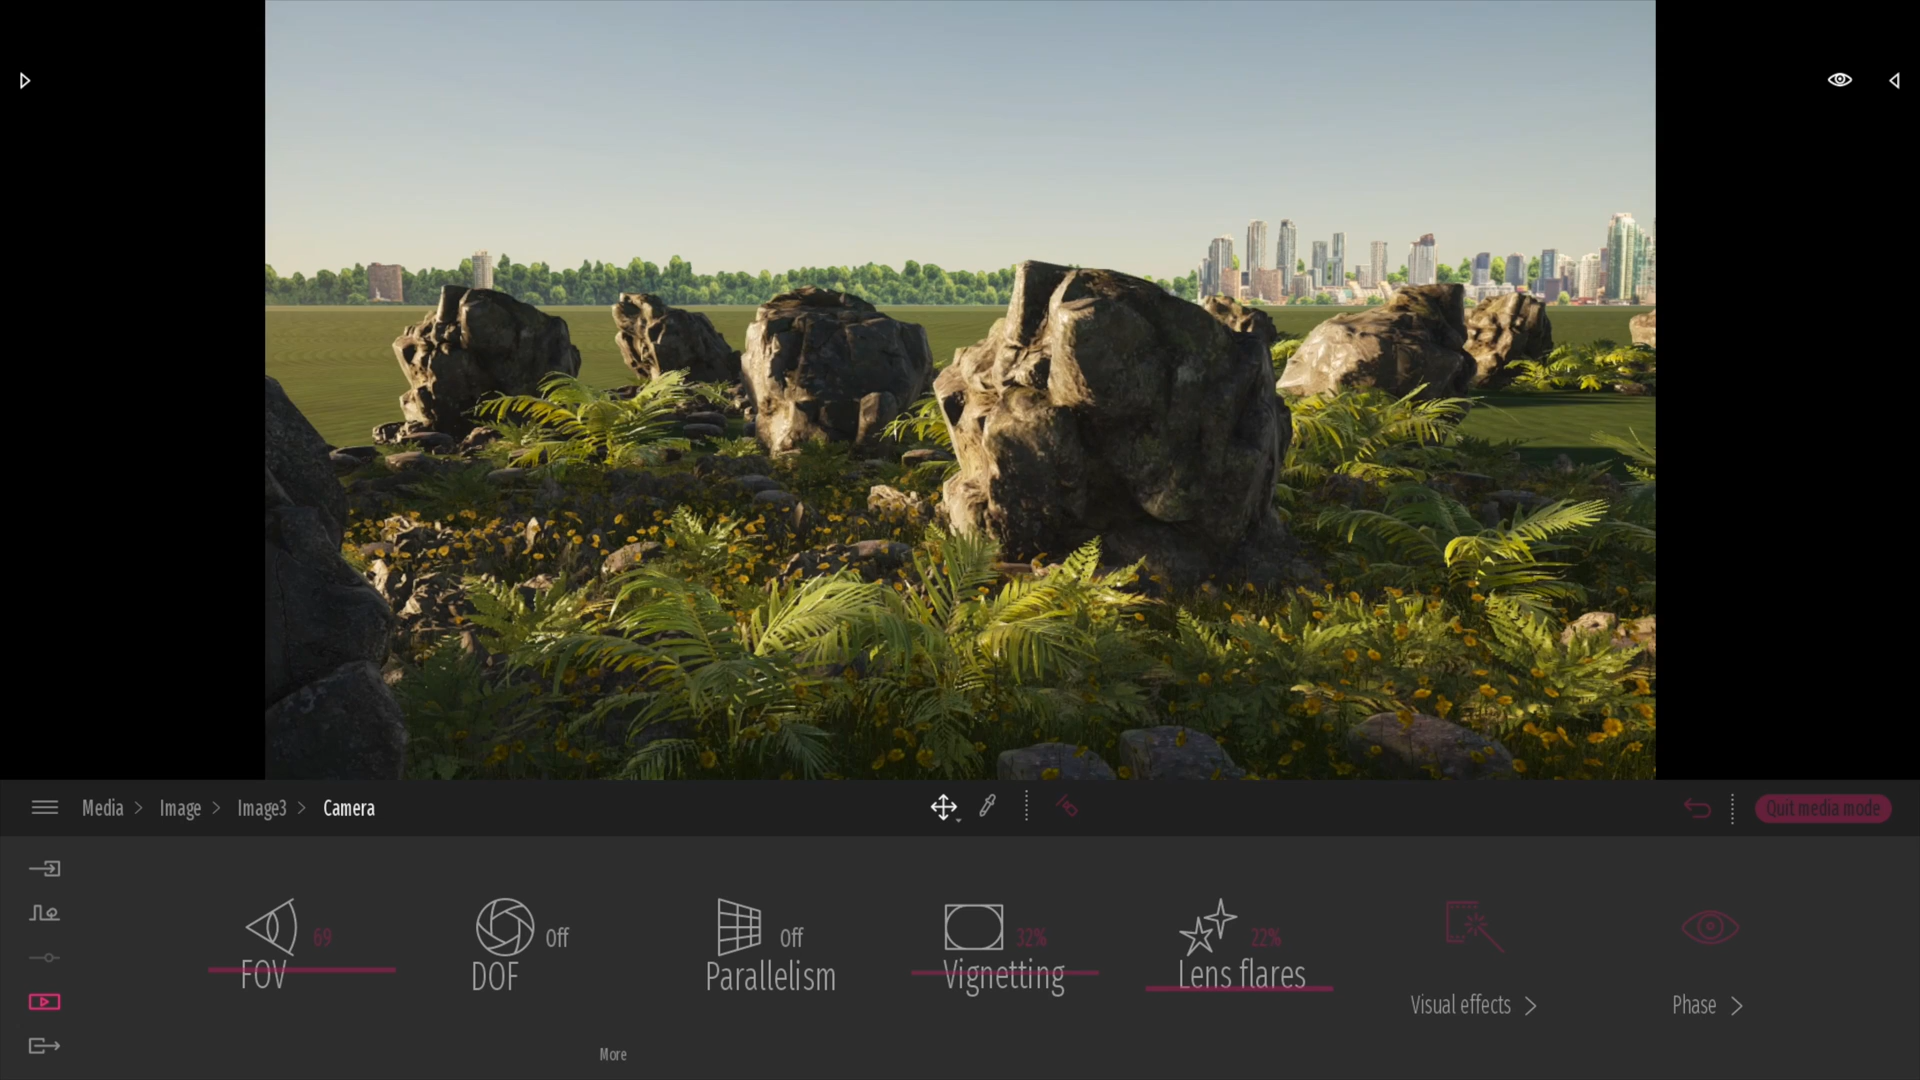 Media > Image > Image3 > Camera
Quit media mode
69
FOV
Off
DOF
Off
Parallelism
32%
Vignetting
22%
Lens flares
Visual effects >
Phase >
More